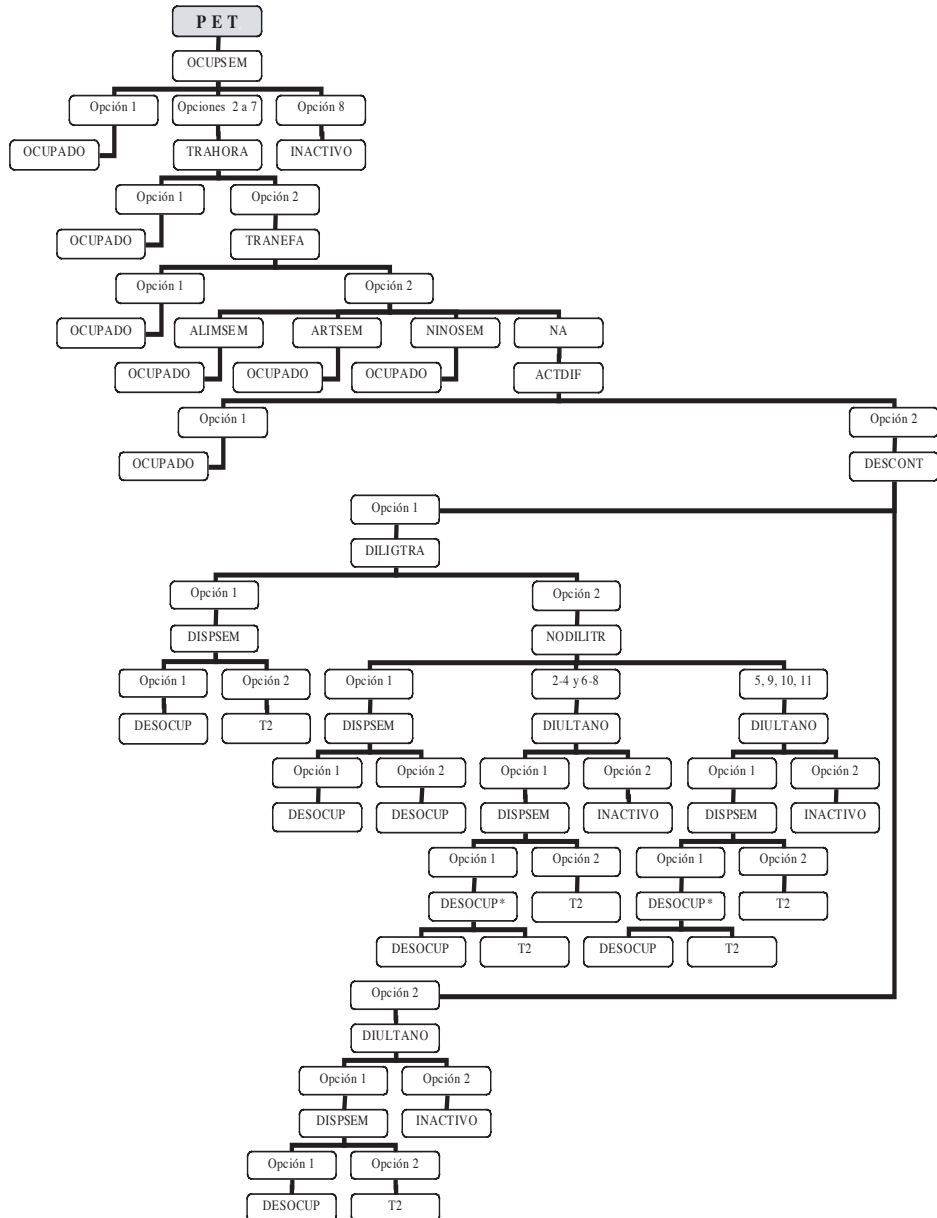 P E T
OCUPSEM
Opción 1 Opciones 2 a 7 Opción 8
OCUPADO TRAHORA INACTIVO
Opción 1 Opción 2
OCUPADO TRANEFA
Opción 1 Opción 2
OCUPADO ALIMSEM ARTSEM NINOSEM NA
OCUPADO OCUPADO OCUPADO ACTDIF
Opción 1 Opción 2
OCUPADO DESCONT
Opción 1
DILIGTRA
Opción 1 Opción 2
DISPSEM NODILITR
Opción 1 Opción 2 Opción 1 2-4 y 6-8 5, 9, 10, 11
DESOCUP T2 DISPSEM DIULTANO DIULTANO
Opción 1 Opción 2 Opción 1 Opción 2 Opción 1 Opción 2
DESOCUP DESOCUP DISPSEM INACTIVO DISPSEM INACTIVO
Opción 1 Opción 2 Opción 1 Opción 2
DESOCUP* T2 DESOCUP* T2
DESOCUP T2 DESOCUP T2
Opción 2
DIULTANO
Opción 1 Opción 2
DISPSEM INACTIVO
Opción 1 Opción 2
DESOCUP T2